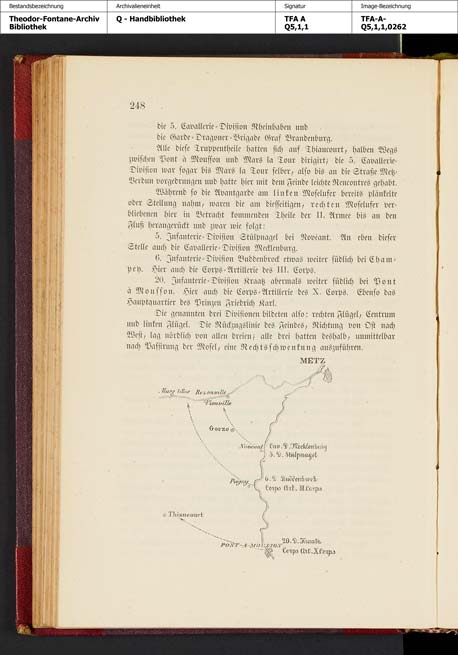 Bestandsbezeichnung
Archivalieneinheit
Signatur
Image-Bezeichnung
Theodor-Fontane-Archiv
Bibliothek
Q - Handbibliothek
TFA A
Q5,1,1
TFA-A-
Q5,1,1,0262
248
die 5. Cavallerie-Division Rheinbaben und
die Garde-Dragoner-Brigade Graf Brandenburg.
Alle diese Truppentheile hatten sich auf Thiaucourt, halben Wegs
zwischen Pont à Mousson und Mars la Tour dirigirt; die 5. Cavallerie-
Division war sogar bis Mars la Tour selber, also bis an die Straße Metz-
Verdun vorgedrungen und hatte hier mit dem Feinde leichte Rencontres gehabt.
Während so die Avantgarde am linken Moselufer bereits plänkelte
oder Stellung nahm, waren die am diesseitigen, rechten Moselufer ver-
bliebenen hier in Betracht kommenden Theile der II. Armee bis an den
Fluß herangerückt und zwar wie folgt:
5. Infanterie-Division Stülpnagel bei Novéant. An eben dieser
Stelle auch die Cavallerie-Division Mecklenburg.
6. Infanterie-Division Buddenbrock etwas weiter südlich bei Cham-
pey. Hier auch die Corps-Artillerie des III. Corps.
20. Infanterie-Division Kraatz abermals weiter südlich bei Pont
à Mousson. Hier auch die Corps-Artillerie des X. Corps. Ebenso das
Hauptquartier des Prinzen Friedrich Karl.
Die genannten drei Divisionen bildeten also: rechten Flügel, Centrum
und linken Flügel. Die Rückzugslinie des Feindes, Richtung von Ost nach
West, lag nördlich von allen dreien; alle drei hatten deshalb, unmittelbar
nach Passirung der Mosel, eine Rechtsschwenkung auszuführen.
METZ
Rezonville
Vionville
Gorze
Novéant
Cav. D. Mecklenburg
5. D. Stülpnagel
6. D. Buddenbrock
Corps Art. III. Corps
Thiaucourt
PONT-A-MOUSSON
20. D. Kraatz
Corps Art. X. Corps